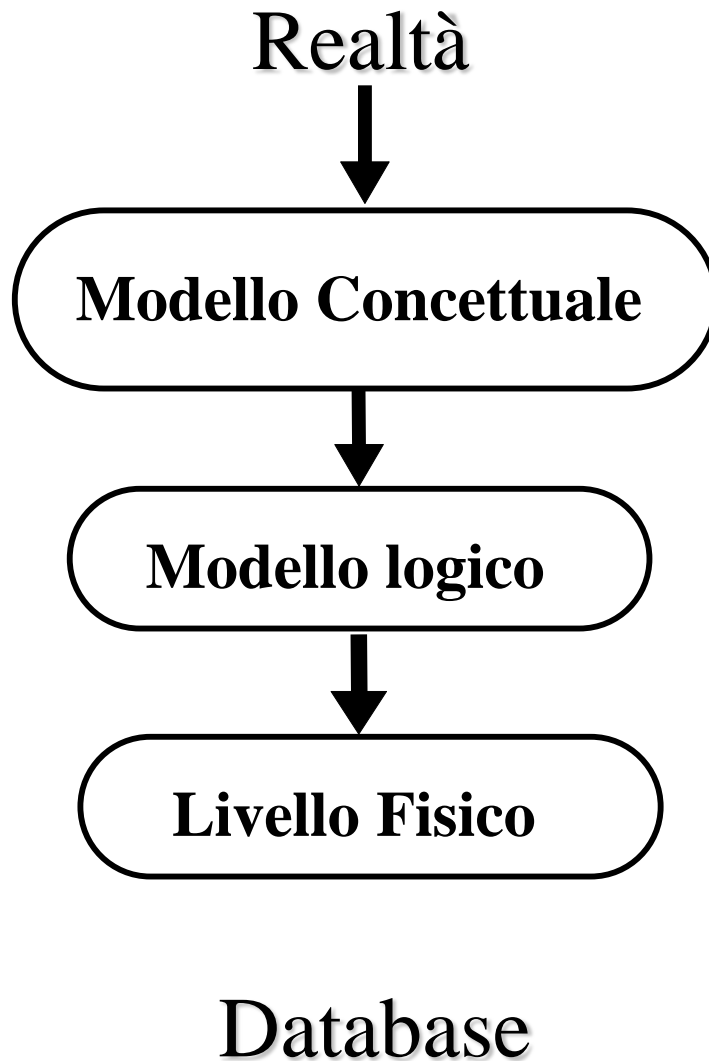 Realtà
Modello Concettuale
Modello logico
Livello Fisico
Database